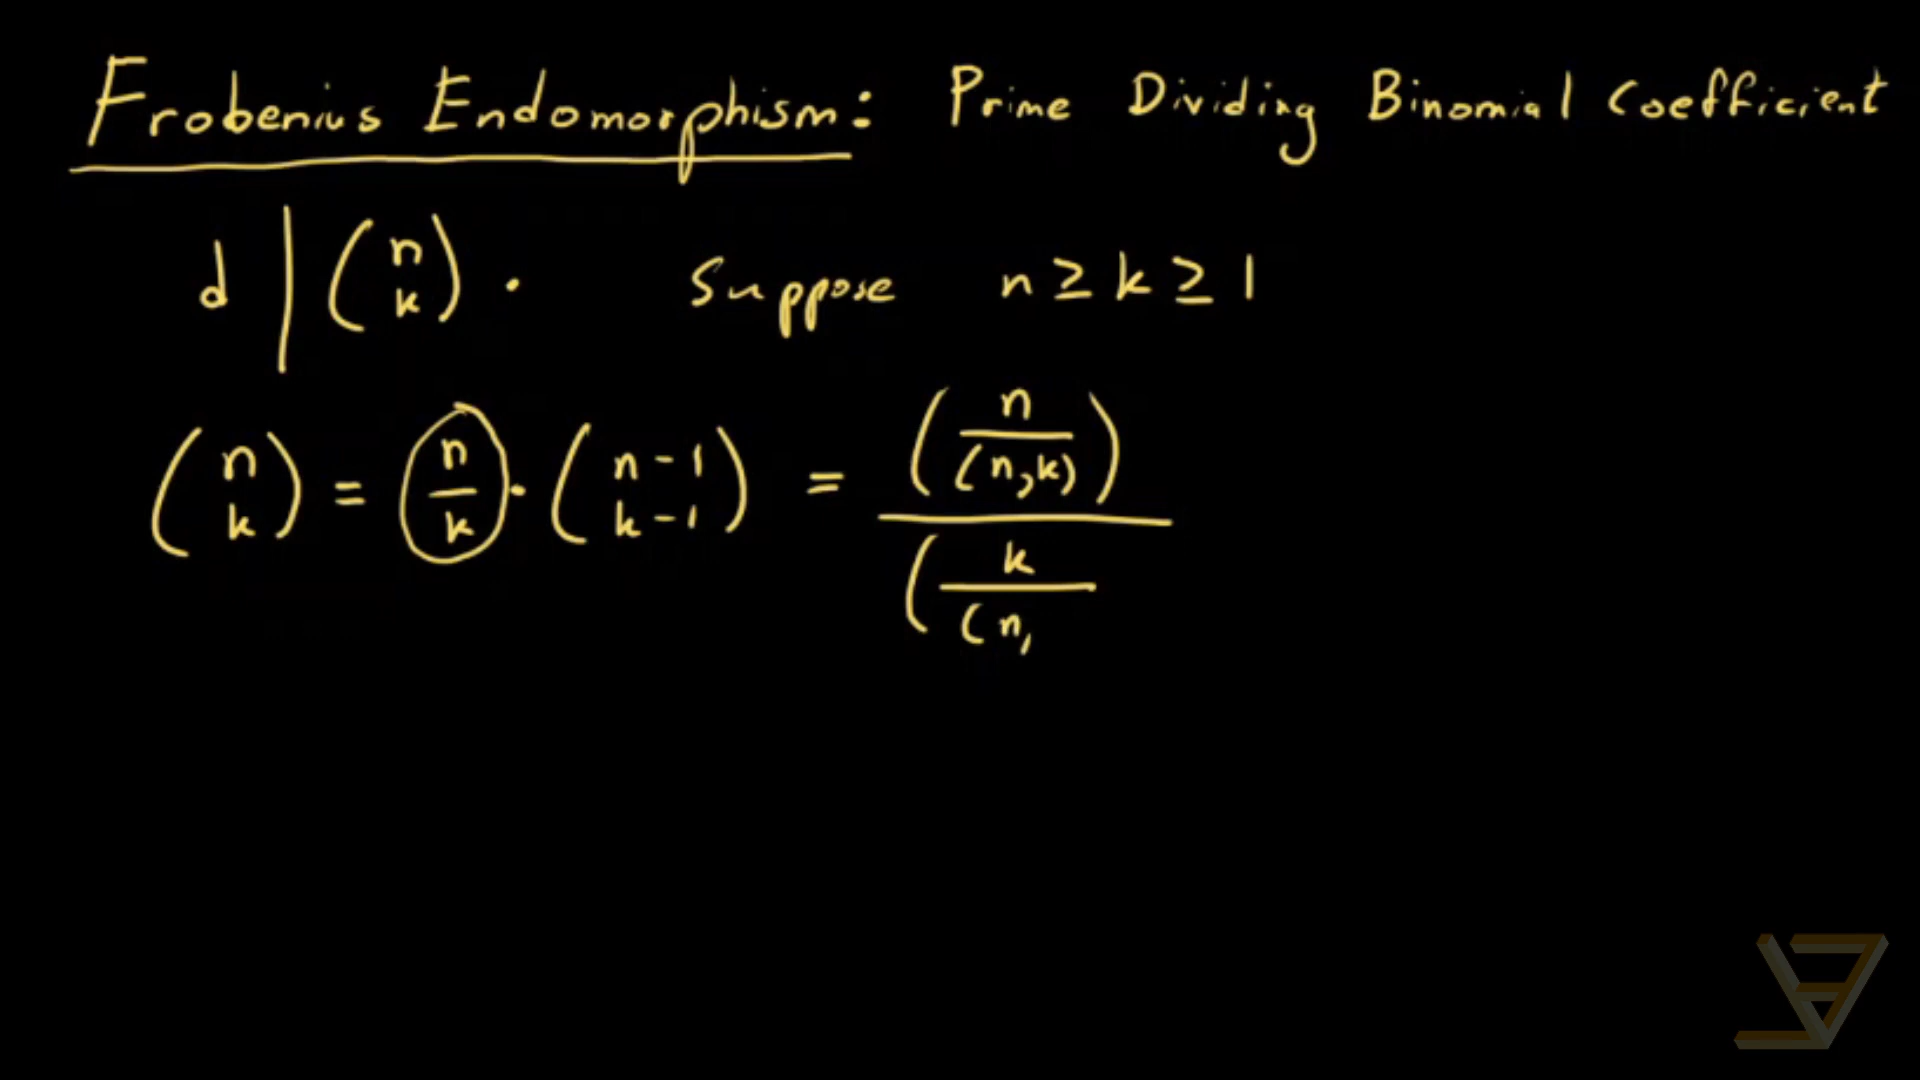 Frobenius Endomorphism: Prime Dividing Binomial Coefficient
d | (n k) . Suppose n ≥ k ≥ 1
(n k) = n/k · (n-1 k-1) = (n/(n,k)) / (k/(n,